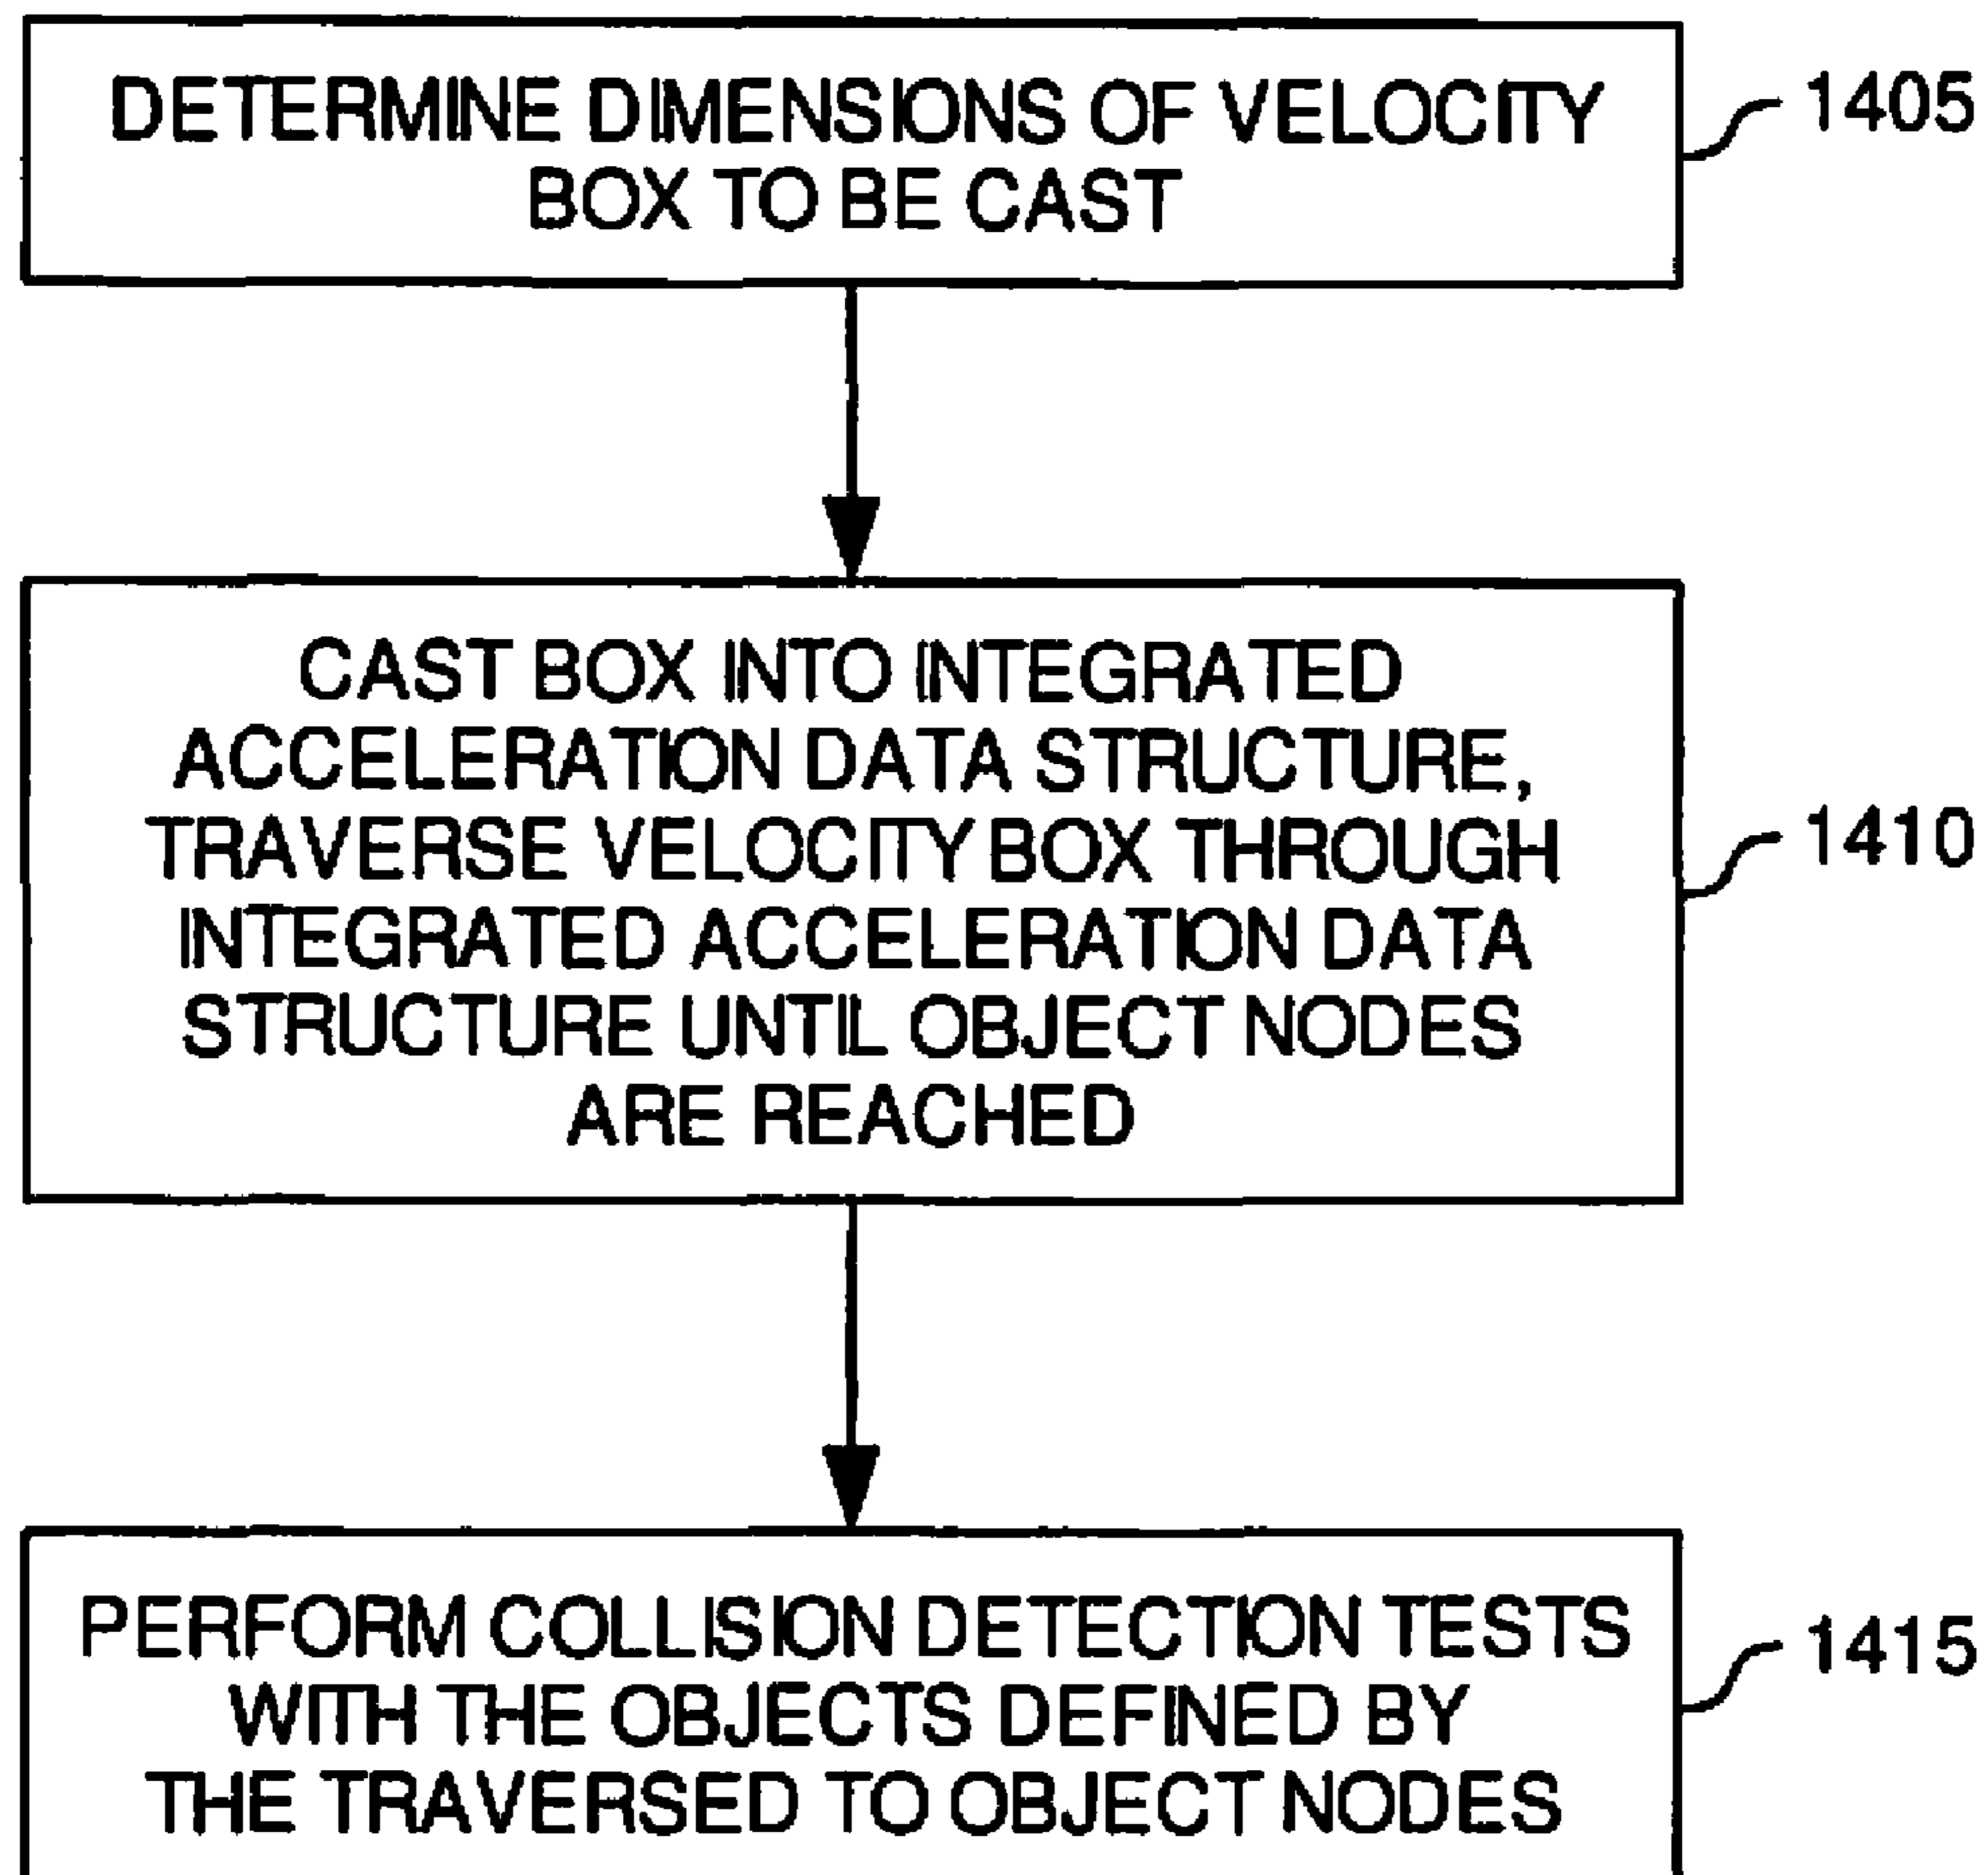 DETERMINE DIMENSIONS OF VELOCITY
BOX TO BE CAST
1405
CAST BOX INTO INTEGRATED
ACCELERATION DATA STRUCTURE,
TRAVERSE VELOCITY BOX THROUGH
INTEGRATED ACCELERATION DATA
STRUCTURE UNTIL OBJECT NODES
ARE REACHED
1410
PERFORM COLLISION DETECTION TESTS
WITH THE OBJECTS DEFINED BY
THE TRAVERSED TO OBJECT NODES
1415